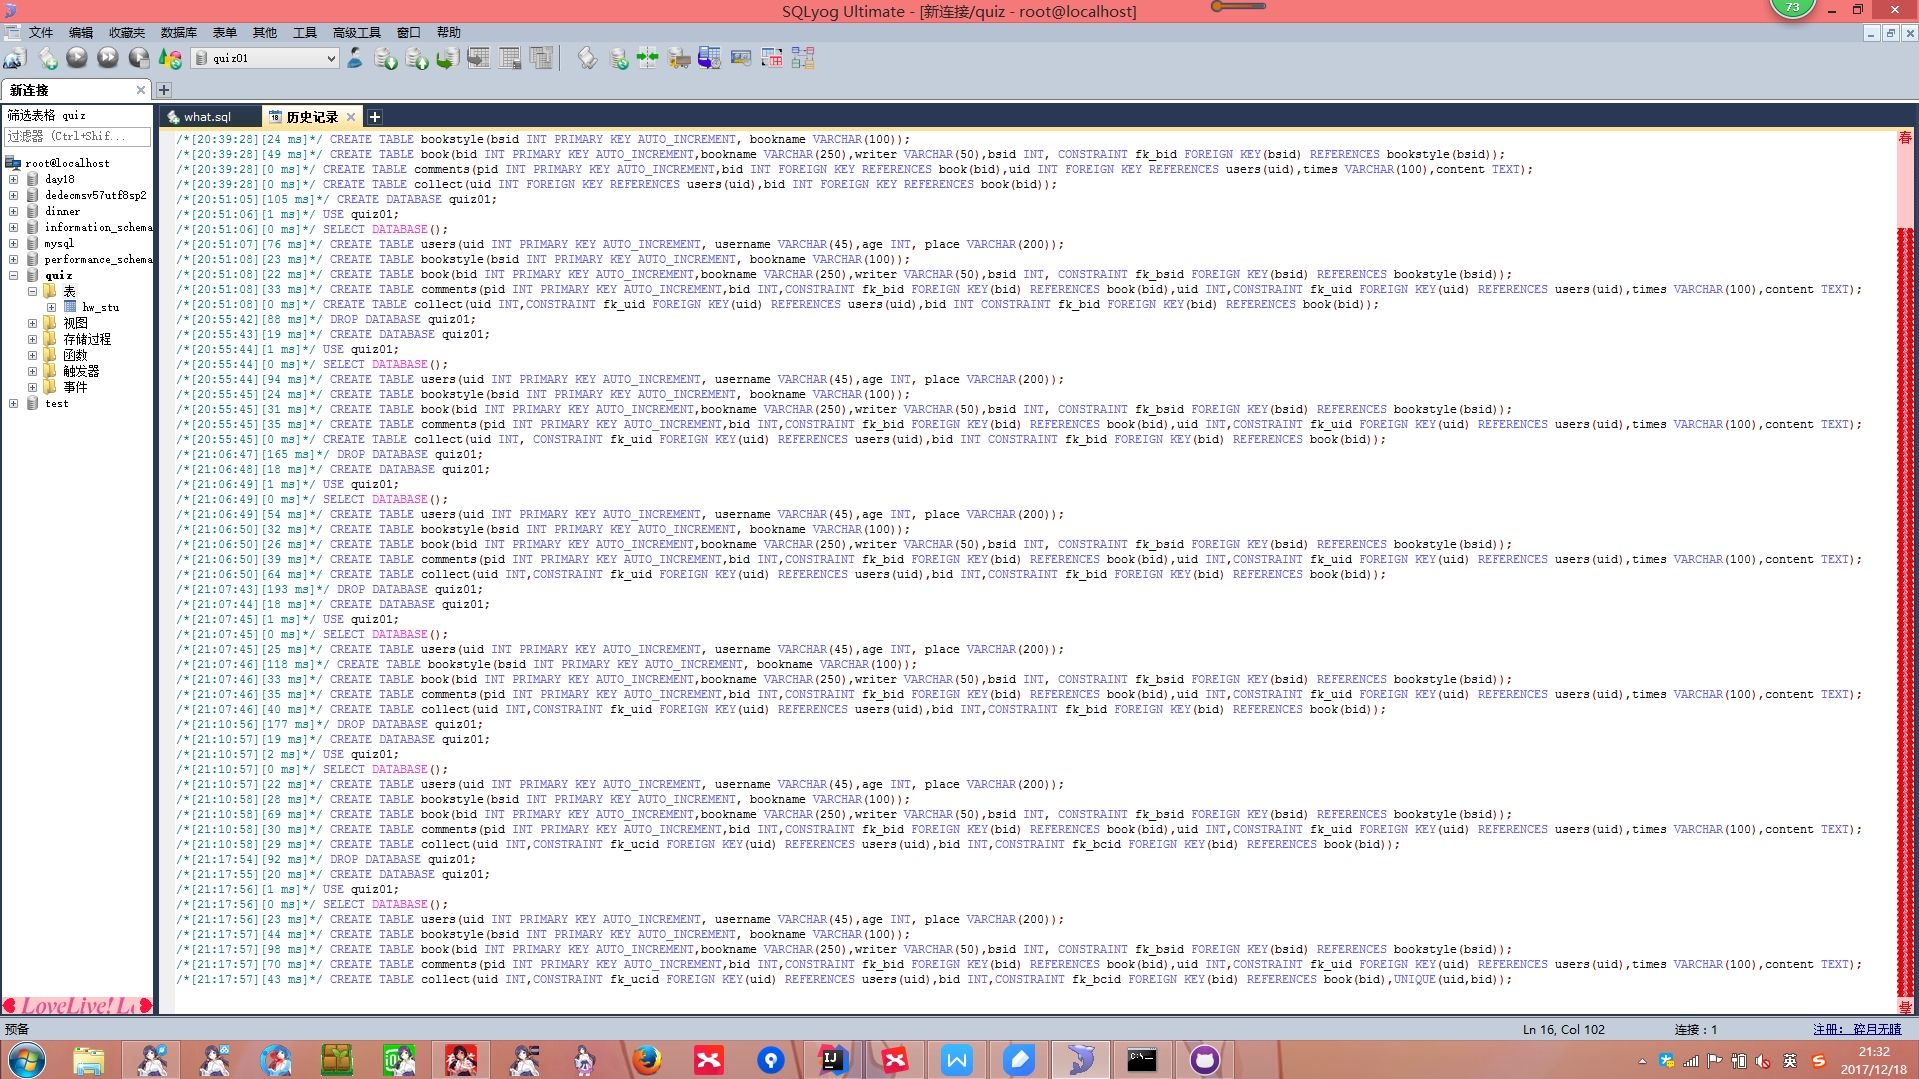 SQLyog Ultimate - [新连接/quiz - root@localhost]
73
文件 编辑 收藏夹 数据库 表单 其他 工具 高级工具 窗口 帮助
quiz01
新连接
筛选表格 quiz
过滤器 (Ctrl+Shif...
root@localhost
day18
dedecmsv57utf8sp2
dinner
information_schema
mysql
performance_schema
quiz
表
hw_stu
视图
存储过程
函数
触发器
事件
test
LoveLive! Lo
what.sql 历史记录
/*[20:39:28][24 ms]*/ CREATE TABLE bookstyle(bsid INT PRIMARY KEY AUTO_INCREMENT, bookname VARCHAR(100));
/*[20:39:28][49 ms]*/ CREATE TABLE book(bid INT PRIMARY KEY AUTO_INCREMENT,bookname VARCHAR(250),writer VARCHAR(50),bsid INT, CONSTRAINT fk_bid FOREIGN KEY(bsid) REFERENCES bookstyle(bsid));
/*[20:39:28][0 ms]*/ CREATE TABLE comments(pid INT PRIMARY KEY AUTO_INCREMENT,bid INT FOREIGN KEY REFERENCES book(bid),uid INT FOREIGN KEY REFERENCES users(uid),times VARCHAR(100),content TEXT);
/*[20:39:28][0 ms]*/ CREATE TABLE collect(uid INT FOREIGN KEY REFERENCES users(uid),bid INT FOREIGN KEY REFERENCES book(bid));
/*[20:51:05][105 ms]*/ CREATE DATABASE quiz01;
/*[20:51:06][1 ms]*/ USE quiz01;
/*[20:51:06][0 ms]*/ SELECT DATABASE();
/*[20:51:07][76 ms]*/ CREATE TABLE users(uid INT PRIMARY KEY AUTO_INCREMENT, username VARCHAR(45),age INT, place VARCHAR(200));
/*[20:51:08][23 ms]*/ CREATE TABLE bookstyle(bsid INT PRIMARY KEY AUTO_INCREMENT, bookname VARCHAR(100));
/*[20:51:08][22 ms]*/ CREATE TABLE book(bid INT PRIMARY KEY AUTO_INCREMENT,bookname VARCHAR(250),writer VARCHAR(50),bsid INT, CONSTRAINT fk_bsid FOREIGN KEY(bsid) REFERENCES bookstyle(bsid));
/*[20:51:08][33 ms]*/ CREATE TABLE comments(pid INT PRIMARY KEY AUTO_INCREMENT,bid INT,CONSTRAINT fk_bid FOREIGN KEY(bid) REFERENCES book(bid),uid INT,CONSTRAINT fk_uid FOREIGN KEY(uid) REFERENCES users(uid),times VARCHAR(100),content TEXT);
/*[20:51:08][0 ms]*/ CREATE TABLE collect(uid INT,CONSTRAINT fk_uid FOREIGN KEY(uid) REFERENCES users(uid),bid INT CONSTRAINT fk_bid FOREIGN KEY(bid) REFERENCES book(bid));
/*[20:55:42][88 ms]*/ DROP DATABASE quiz01;
/*[20:55:43][19 ms]*/ CREATE DATABASE quiz01;
/*[20:55:44][1 ms]*/ USE quiz01;
/*[20:55:44][0 ms]*/ SELECT DATABASE();
/*[20:55:44][94 ms]*/ CREATE TABLE users(uid INT PRIMARY KEY AUTO_INCREMENT, username VARCHAR(45),age INT, place VARCHAR(200));
/*[20:55:45][24 ms]*/ CREATE TABLE bookstyle(bsid INT PRIMARY KEY AUTO_INCREMENT, bookname VARCHAR(100));
/*[20:55:45][31 ms]*/ CREATE TABLE book(bid INT PRIMARY KEY AUTO_INCREMENT,bookname VARCHAR(250),writer VARCHAR(50),bsid INT, CONSTRAINT fk_bsid FOREIGN KEY(bsid) REFERENCES bookstyle(bsid));
/*[20:55:45][35 ms]*/ CREATE TABLE comments(pid INT PRIMARY KEY AUTO_INCREMENT,bid INT,CONSTRAINT fk_bid FOREIGN KEY(bid) REFERENCES book(bid),uid INT,CONSTRAINT fk_uid FOREIGN KEY(uid) REFERENCES users(uid),times VARCHAR(100),content TEXT);
/*[20:55:45][0 ms]*/ CREATE TABLE collect(uid INT, CONSTRAINT fk_uid FOREIGN KEY(uid) REFERENCES users(uid),bid INT CONSTRAINT fk_bid FOREIGN KEY(bid) REFERENCES book(bid));
/*[21:06:47][165 ms]*/ DROP DATABASE quiz01;
/*[21:06:48][18 ms]*/ CREATE DATABASE quiz01;
/*[21:06:49][1 ms]*/ USE quiz01;
/*[21:06:49][0 ms]*/ SELECT DATABASE();
/*[21:06:49][54 ms]*/ CREATE TABLE users(uid INT PRIMARY KEY AUTO_INCREMENT, username VARCHAR(45),age INT, place VARCHAR(200));
/*[21:06:50][32 ms]*/ CREATE TABLE bookstyle(bsid INT PRIMARY KEY AUTO_INCREMENT, bookname VARCHAR(100));
/*[21:06:50][26 ms]*/ CREATE TABLE book(bid INT PRIMARY KEY AUTO_INCREMENT,bookname VARCHAR(250),writer VARCHAR(50),bsid INT, CONSTRAINT fk_bsid FOREIGN KEY(bsid) REFERENCES bookstyle(bsid));
/*[21:06:50][39 ms]*/ CREATE TABLE comments(pid INT PRIMARY KEY AUTO_INCREMENT,bid INT,CONSTRAINT fk_bid FOREIGN KEY(bid) REFERENCES book(bid),uid INT,CONSTRAINT fk_uid FOREIGN KEY(uid) REFERENCES users(uid),times VARCHAR(100),content TEXT);
/*[21:06:50][64 ms]*/ CREATE TABLE collect(uid INT,CONSTRAINT fk_uid FOREIGN KEY(uid) REFERENCES users(uid),bid INT,CONSTRAINT fk_bid FOREIGN KEY(bid) REFERENCES book(bid));
/*[21:07:43][193 ms]*/ DROP DATABASE quiz01;
/*[21:07:44][18 ms]*/ CREATE DATABASE quiz01;
/*[21:07:45][1 ms]*/ USE quiz01;
/*[21:07:45][0 ms]*/ SELECT DATABASE();
/*[21:07:45][25 ms]*/ CREATE TABLE users(uid INT PRIMARY KEY AUTO_INCREMENT, username VARCHAR(45),age INT, place VARCHAR(200));
/*[21:07:46][118 ms]*/ CREATE TABLE bookstyle(bsid INT PRIMARY KEY AUTO_INCREMENT, bookname VARCHAR(100));
/*[21:07:46][33 ms]*/ CREATE TABLE book(bid INT PRIMARY KEY AUTO_INCREMENT,bookname VARCHAR(250),writer VARCHAR(50),bsid INT, CONSTRAINT fk_bsid FOREIGN KEY(bsid) REFERENCES bookstyle(bsid));
/*[21:07:46][35 ms]*/ CREATE TABLE comments(pid INT PRIMARY KEY AUTO_INCREMENT,bid INT,CONSTRAINT fk_bid FOREIGN KEY(bid) REFERENCES book(bid),uid INT,CONSTRAINT fk_uid FOREIGN KEY(uid) REFERENCES users(uid),times VARCHAR(100),content TEXT);
/*[21:07:46][40 ms]*/ CREATE TABLE collect(uid INT,CONSTRAINT fk_uid FOREIGN KEY(uid) REFERENCES users(uid),bid INT,CONSTRAINT fk_bid FOREIGN KEY(bid) REFERENCES book(bid));
/*[21:10:56][177 ms]*/ DROP DATABASE quiz01;
/*[21:10:57][19 ms]*/ CREATE DATABASE quiz01;
/*[21:10:57][2 ms]*/ USE quiz01;
/*[21:10:57][0 ms]*/ SELECT DATABASE();
/*[21:10:57][22 ms]*/ CREATE TABLE users(uid INT PRIMARY KEY AUTO_INCREMENT, username VARCHAR(45),age INT, place VARCHAR(200));
/*[21:10:58][28 ms]*/ CREATE TABLE bookstyle(bsid INT PRIMARY KEY AUTO_INCREMENT, bookname VARCHAR(100));
/*[21:10:58][69 ms]*/ CREATE TABLE book(bid INT PRIMARY KEY AUTO_INCREMENT,bookname VARCHAR(250),writer VARCHAR(50),bsid INT, CONSTRAINT fk_bsid FOREIGN KEY(bsid) REFERENCES bookstyle(bsid));
/*[21:10:58][30 ms]*/ CREATE TABLE comments(pid INT PRIMARY KEY AUTO_INCREMENT,bid INT,CONSTRAINT fk_bid FOREIGN KEY(bid) REFERENCES book(bid),uid INT,CONSTRAINT fk_uid FOREIGN KEY(uid) REFERENCES users(uid),times VARCHAR(100),content TEXT);
/*[21:10:58][29 ms]*/ CREATE TABLE collect(uid INT,CONSTRAINT fk_ucid FOREIGN KEY(uid) REFERENCES users(uid),bid INT,CONSTRAINT fk_bcid FOREIGN KEY(bid) REFERENCES book(bid));
/*[21:17:54][92 ms]*/ DROP DATABASE quiz01;
/*[21:17:55][20 ms]*/ CREATE DATABASE quiz01;
/*[21:17:56][1 ms]*/ USE quiz01;
/*[21:17:56][0 ms]*/ SELECT DATABASE();
/*[21:17:56][23 ms]*/ CREATE TABLE users(uid INT PRIMARY KEY AUTO_INCREMENT, username VARCHAR(45),age INT, place VARCHAR(200));
/*[21:17:57][44 ms]*/ CREATE TABLE bookstyle(bsid INT PRIMARY KEY AUTO_INCREMENT, bookname VARCHAR(100));
/*[21:17:57][98 ms]*/ CREATE TABLE book(bid INT PRIMARY KEY AUTO_INCREMENT,bookname VARCHAR(250),writer VARCHAR(50),bsid INT, CONSTRAINT fk_bsid FOREIGN KEY(bsid) REFERENCES bookstyle(bsid));
/*[21:17:57][70 ms]*/ CREATE TABLE comments(pid INT PRIMARY KEY AUTO_INCREMENT,bid INT,CONSTRAINT fk_bid FOREIGN KEY(bid) REFERENCES book(bid),uid INT,CONSTRAINT fk_uid FOREIGN KEY(uid) REFERENCES users(uid),times VARCHAR(100),content TEXT);
/*[21:17:57][43 ms]*/ CREATE TABLE collect(uid INT,CONSTRAINT fk_ucid FOREIGN KEY(uid) REFERENCES users(uid),bid INT,CONSTRAINT fk_bcid FOREIGN KEY(bid) REFERENCES book(bid),UNIQUE(uid,bid));
预备 Ln 16, Col 102 连接 : 1 注册: 碎月无晴
英
21:32
2017/12/18